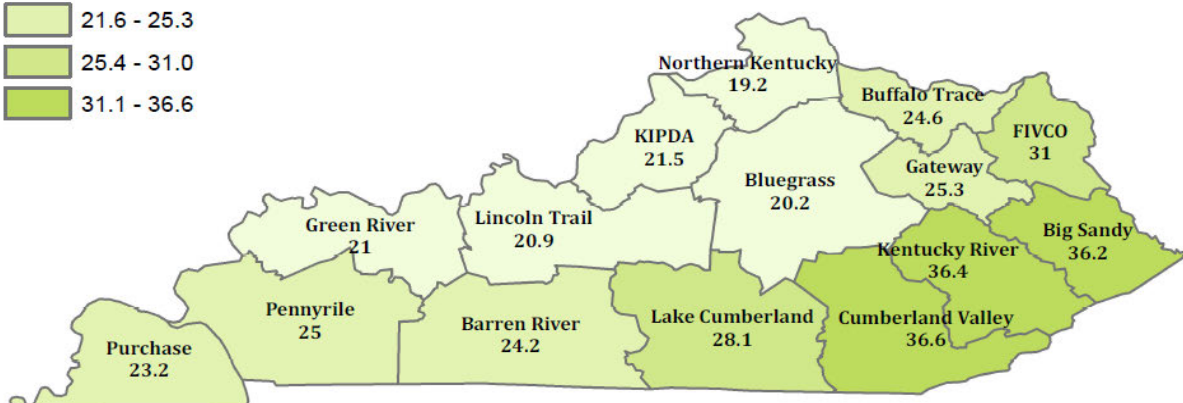 21.6 - 25.3
25.4 - 31.0
31.1 - 36.6
Northern Kentucky
19.2
Buffalo Trace
24.6
FIVCO
31
KIPDA
21.5
Gateway
25.3
Bluegrass
20.2
Green River
21
Lincoln Trail
20.9
Big Sandy
36.2
Kentucky River
36.4
Pennyrile
25
Barren River
24.2
Lake Cumberland
28.1
Cumberland Valley
36.6
Purchase
23.2